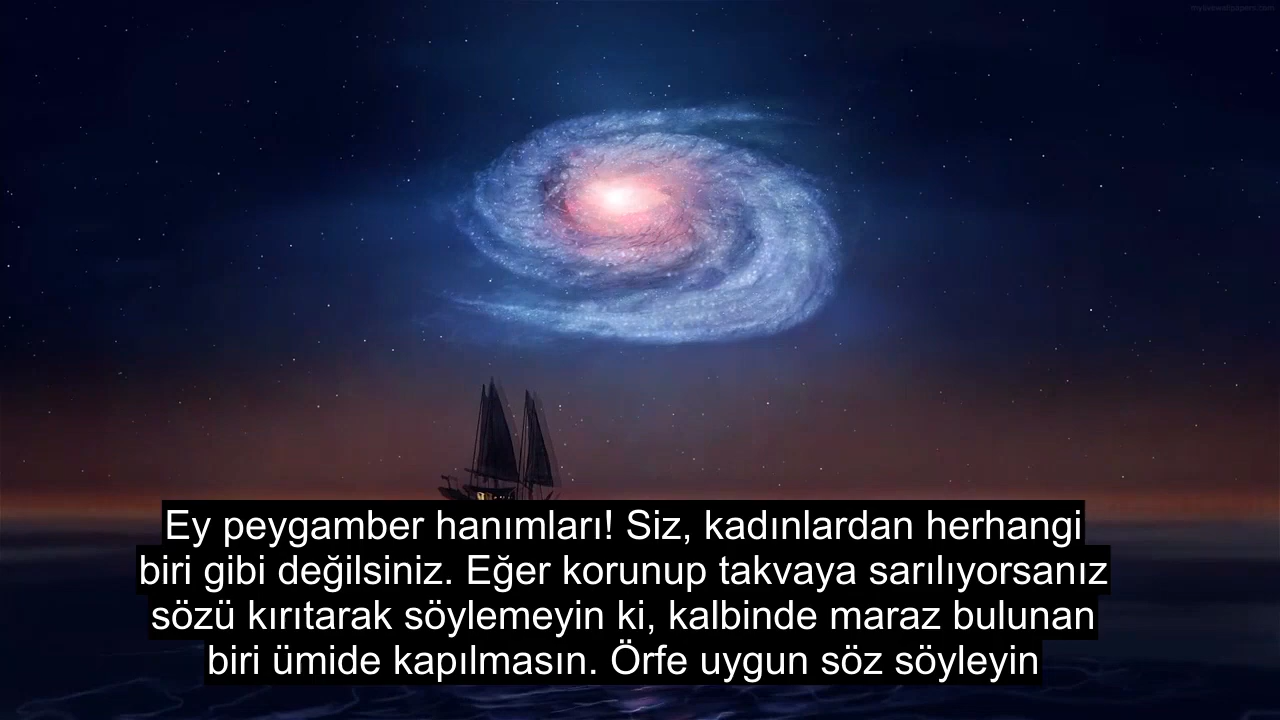 Ey peygamber hanımları! Siz, kadınlardan herhangi
biri gibi değilsiniz. Eğer korunup takvaya sarılıyorsanız
sözü kırıtarak söylemeyin ki, kalbinde maraz bulunan
biri ümide kapılmasın. Örfe uygun söz söyleyin